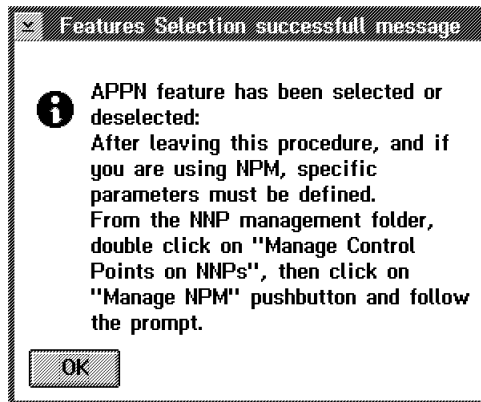 Features Selection successfull message
APPN feature has been selected or
deselected:
After leaving this procedure, and if
you are using NPM, specific
parameters must be defined.
From the NNP management folder,
double click on "Manage Control
Points on NNPs", then click on
"Manage NPM" pushbutton and follow
the prompt.
OK